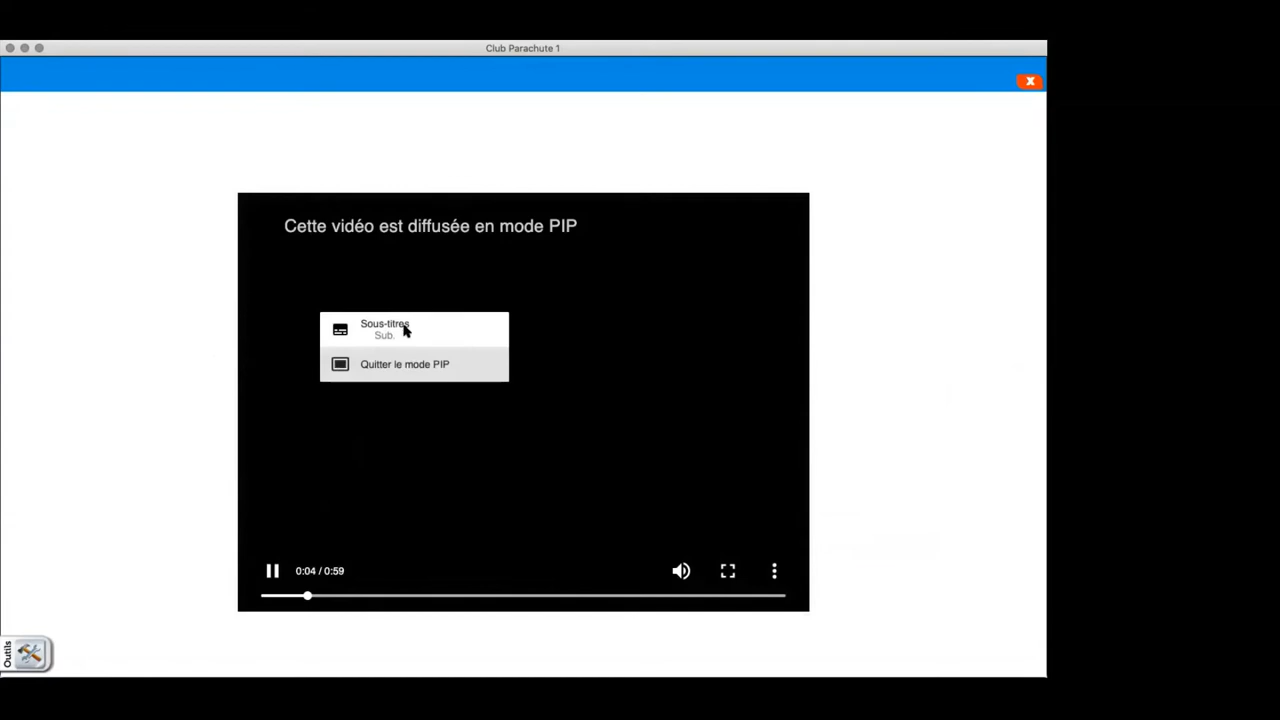 Club Parachute 1
X
Cette vidéo est diffusée en mode PIP
Sous-titres
Sub.
Quitter le mode PIP
0:04 / 0:59
Outils